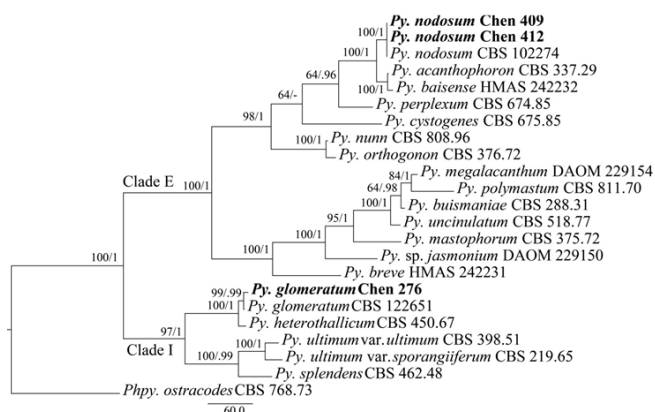 Py. nodosum Chen 409
100/1
Py. nodosum Chen 412
100/1
Py. nodosum CBS 102274
64/.96
Py. acanthophoron CBS 337.29
100/1
Py. baisense HMAS 242232
64/-
Py. perplexum CBS 674.85
98/1
Py. cystogenes CBS 675.85
100/1
Py. nunn CBS 808.96
Py. orthogonon CBS 376.72
84/1
Py. megalacanthum DAOM 229154
Clade E
100/1
64/.98
Py. polymastum CBS 811.70
100/1
Py. buismaniae CBS 288.31
95/1
Py. uncinulatum CBS 518.77
100/1
Py. mastophorum CBS 375.72
100/1
Py. sp. jasmonium DAOM 229150
100/1
Py. breve HMAS 242231
99/.99
Py. glomeratum Chen 276
100/1
Py. glomeratum CBS 122651
97/1
Py. heterothallicum CBS 450.67
Clade I
100/1
Py. ultimum var. ultimum CBS 398.51
100/.99
Py. ultimum var. sporangiiferum CBS 219.65
Py. splendens CBS 462.48
Phpy. ostracodes CBS 768.73
60.0